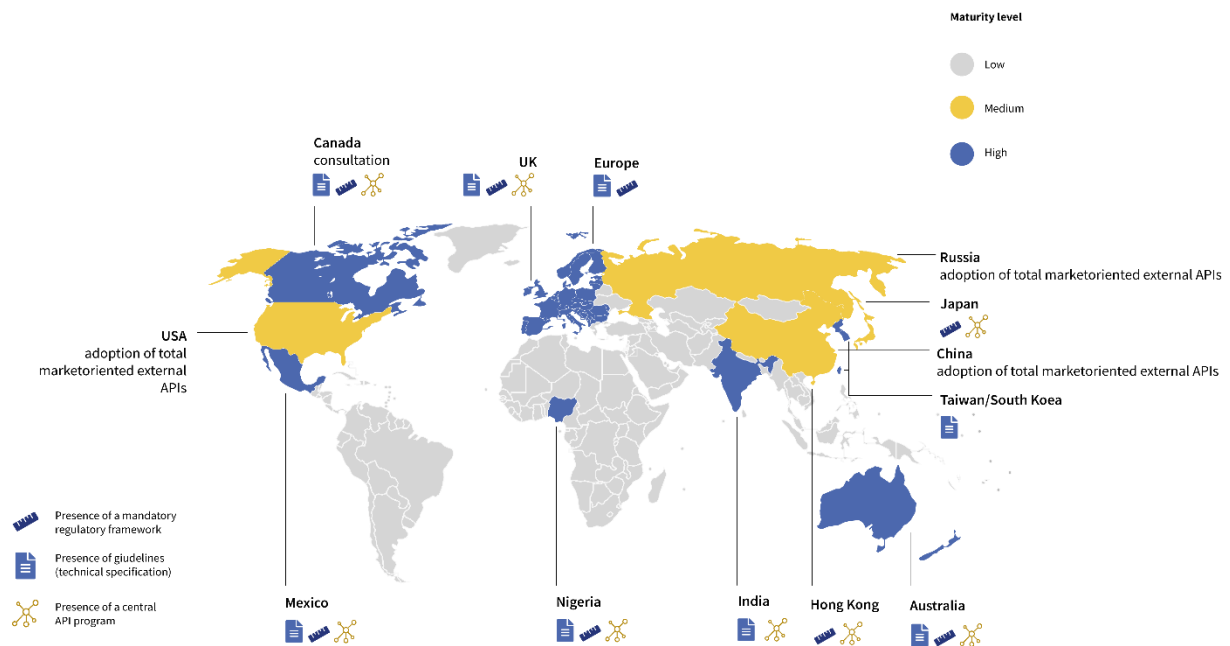 Maturity level
Low
Medium
High
Canada
consultation
UK
Europe
Russia
adoption of total marketoriented external APIs
Japan
USA
adoption of total
marketoriented external
APIs
China
adoption of total marketoriented external APIs
Taiwan/South Koea
Presence of a mandatory
regulatory framework
Presence of giudelines
(technical specification)
Presence of a central
API program
Mexico
Nigeria
India
Hong Kong
Australia